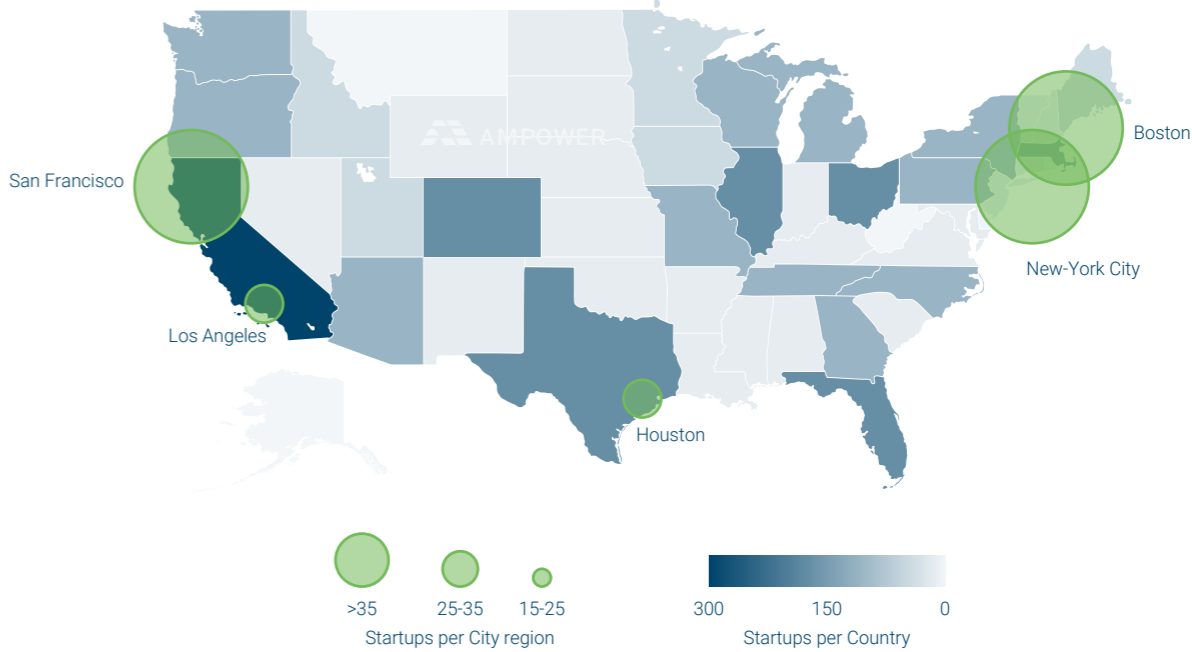 AMPOWER
Boston
San Francisco
New-York City
Los Angeles
Houston
>35 25-35 15-25
Startups per City region
300 150 0
Startups per Country